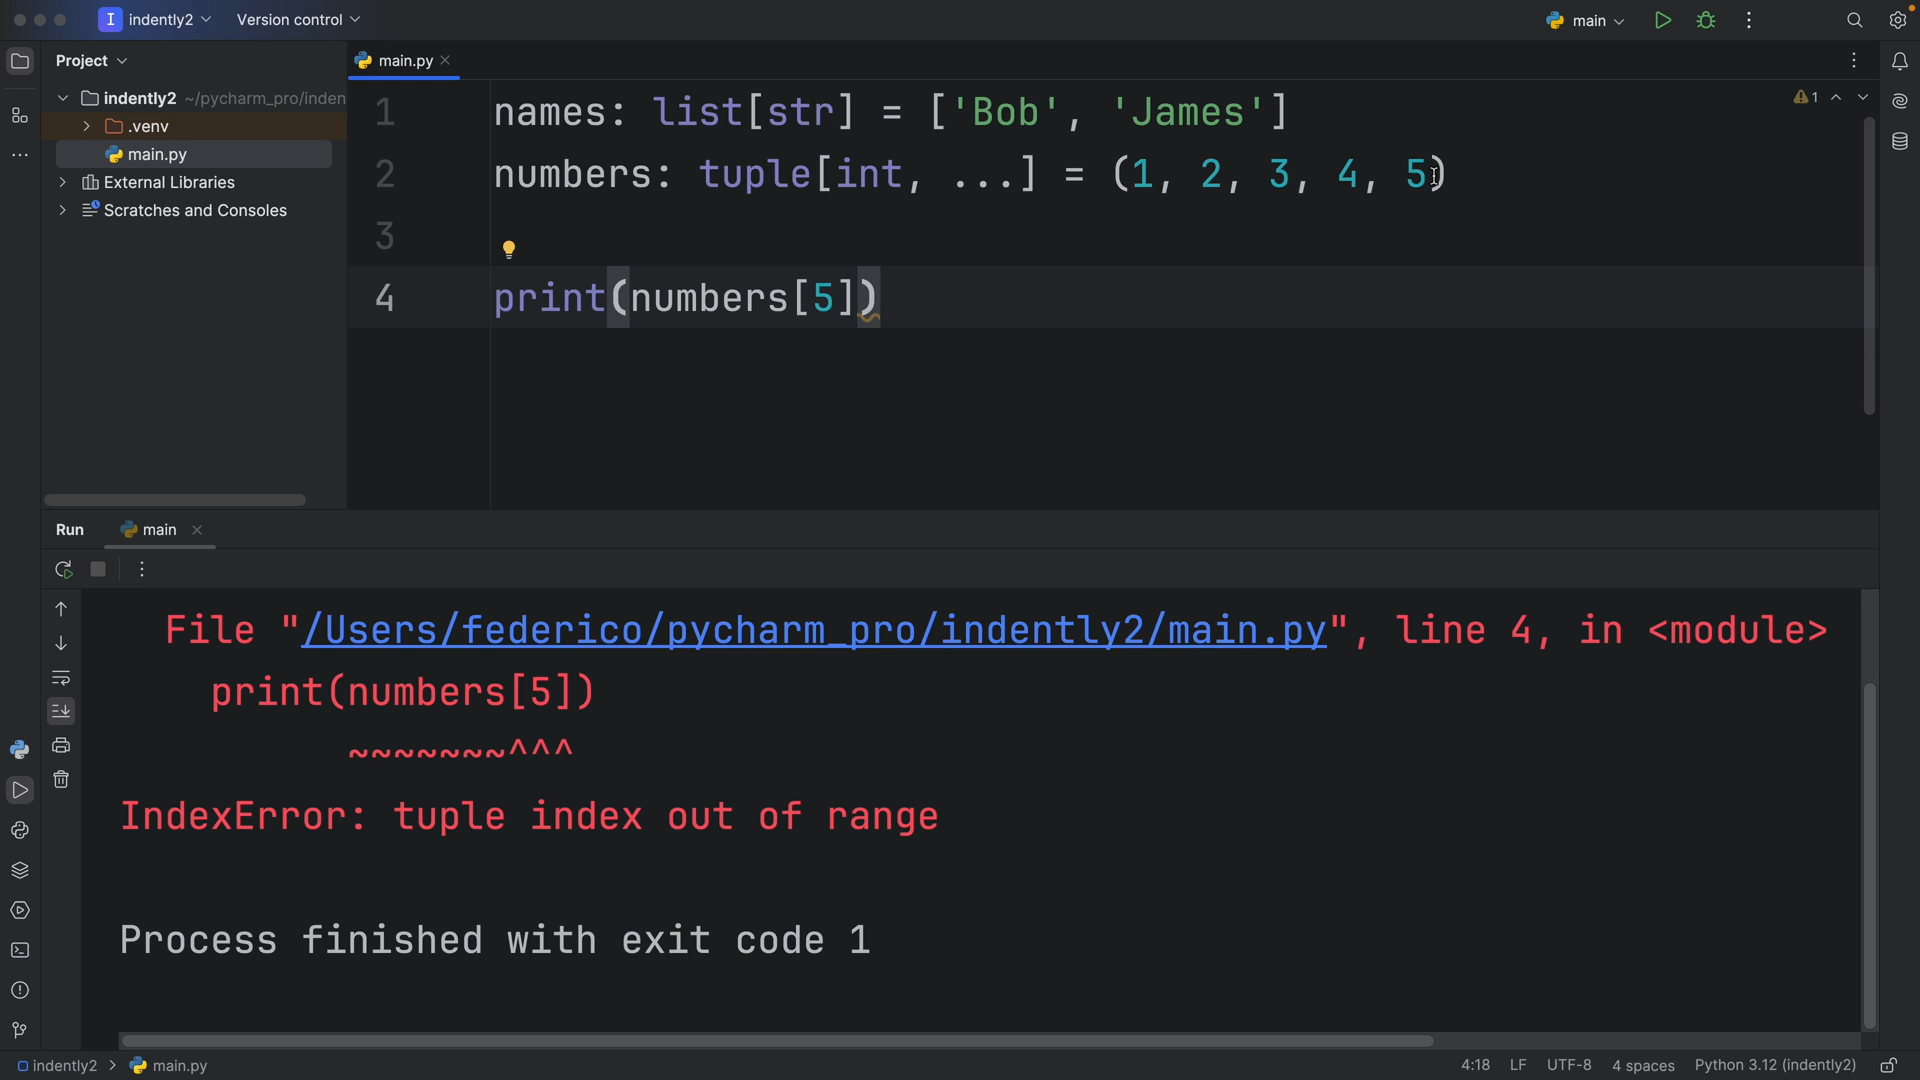 I indently2 Version control main
Project main.py
indently2 ~/pycharm_pro/inden
.venv
main.py
External Libraries
Scratches and Consoles
1 names: list[str] = ['Bob', 'James']
2 numbers: tuple[int, ...] = (1, 2, 3, 4, 5)
3
4 print(numbers[5])
1
Run main
File "/Users/federico/pycharm_pro/indently2/main.py", line 4, in <module>
print(numbers[5])
~~~~~~~^^^
IndexError: tuple index out of range
Process finished with exit code 1
indently2 > main.py 4:18 LF UTF-8 4 spaces Python 3.12 (indently2)